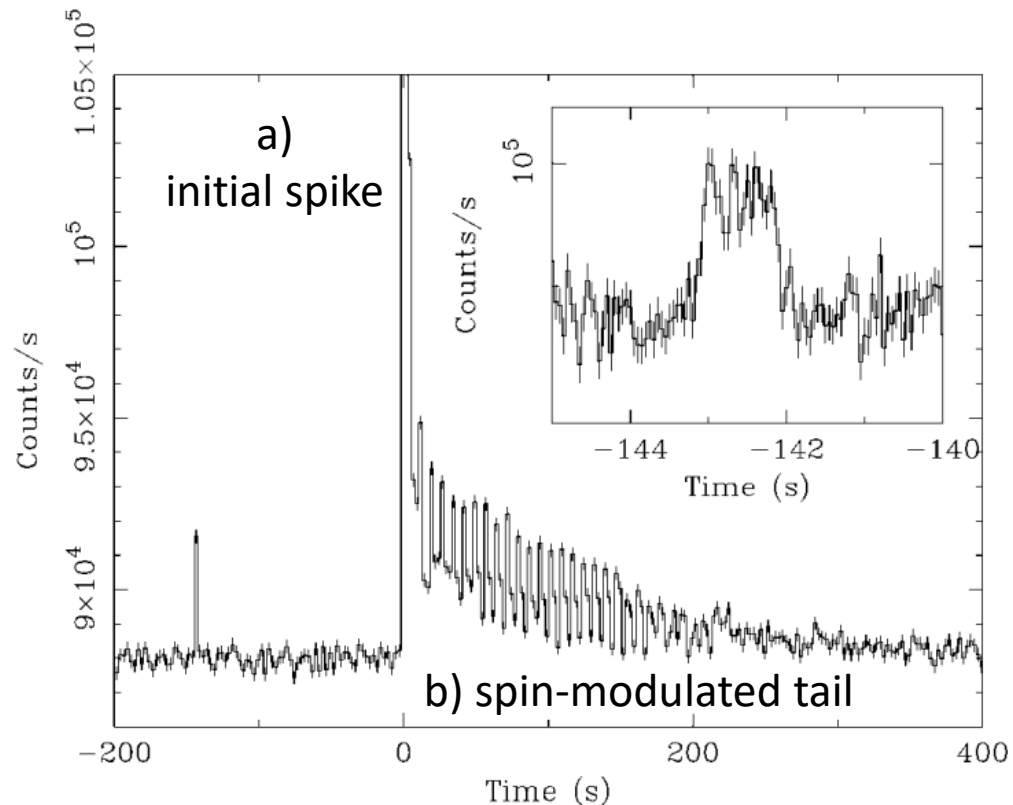 1.05×10⁵
10⁵
9.5×10⁴
9×10⁴
Counts/s
a)
initial spike
10⁵
Counts/s
−144
−142
−140
Time (s)
b) spin-modulated tail
−200
0
200
400
Time (s)